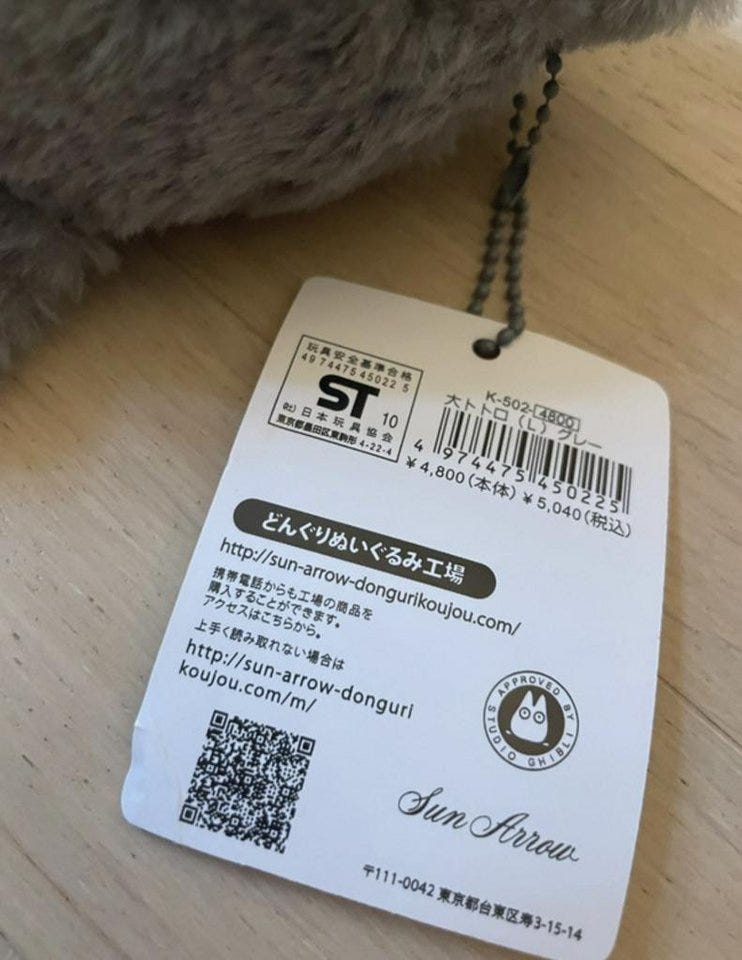 玩具安全基準合格
4974475450225
ST 10
(社)日本玩具協会
東京都墨田区東駒形 4-22-4
K-502-4800
大トトロ(L)グレー
4 974475 450225
¥4,800(本体)¥5,040(税込)
どんぐりぬいぐるみ工場
http://sun-arrow-dongurikoujou.com/
携帯電話からも工場の商品を
購入することができます。
アクセスはこちらから。
上手く読み取れない場合は
http://sun-arrow-donguri
koujou.com/m/
APPROVED BY
STUDIO GHIBLI
Sun Arrow
〒111-0042 東京都台東区寿3-15-14